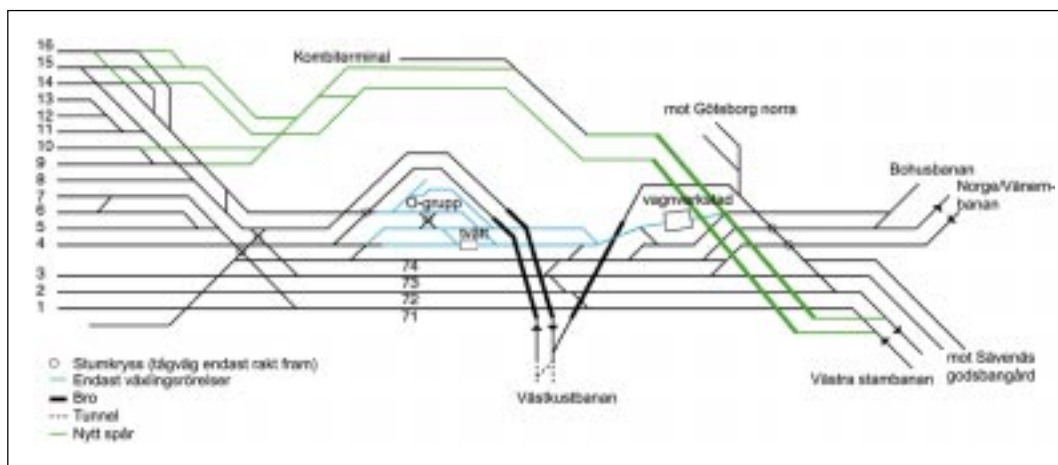 16
15
14
13
12
11
10
9
8
7
6
5
4
3
2
1
Kombiterminal
mot Göteborg norra
Bohusbanan
Norge/Vänern-
banan
O-grupp
tvätt
vagnverkstad
74
73
72
71
Västkustbanan
Västra stambanan
mot Sävenäs
godsbangård
Stumkryss (tågväg endast rakt fram)
Endast växlingsrörelser
Bro
Tunnel
Nytt spår